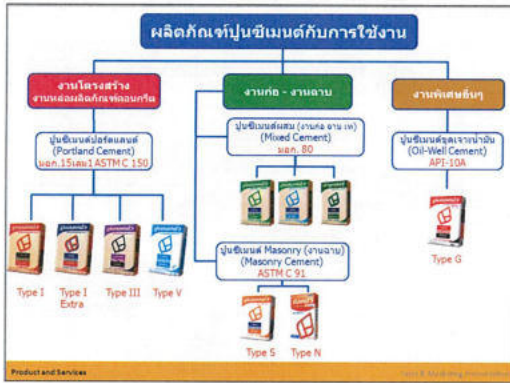 ผลิตภัณฑ์ปูนซีเมนต์กับการใช้งาน
งานโครงสร้าง
งานหล่อผลิตภัณฑ์คอนกรีต
งานก่อ - งานฉาบ
งานพิเศษอื่นๆ
ปูนซีเมนต์ปอร์ตแลนด์
(Portland Cement)
มอก.15เล่ม1 ASTM C 150
ปูนซีเมนต์ผสม (งานก่อ ฉาบ เท)
(Mixed Cement)
มอก. 80
ปูนซีเมนต์ขุดเจาะน้ำมัน
(Oil-Well Cement)
API-10A
Type G
ปูนซีเมนต์ Masonry (งานฉาบ)
(Masonry Cement)
ASTM C 91
Type I
Type I
Extra
Type III
Type V
Type S
Type N
Product and Services